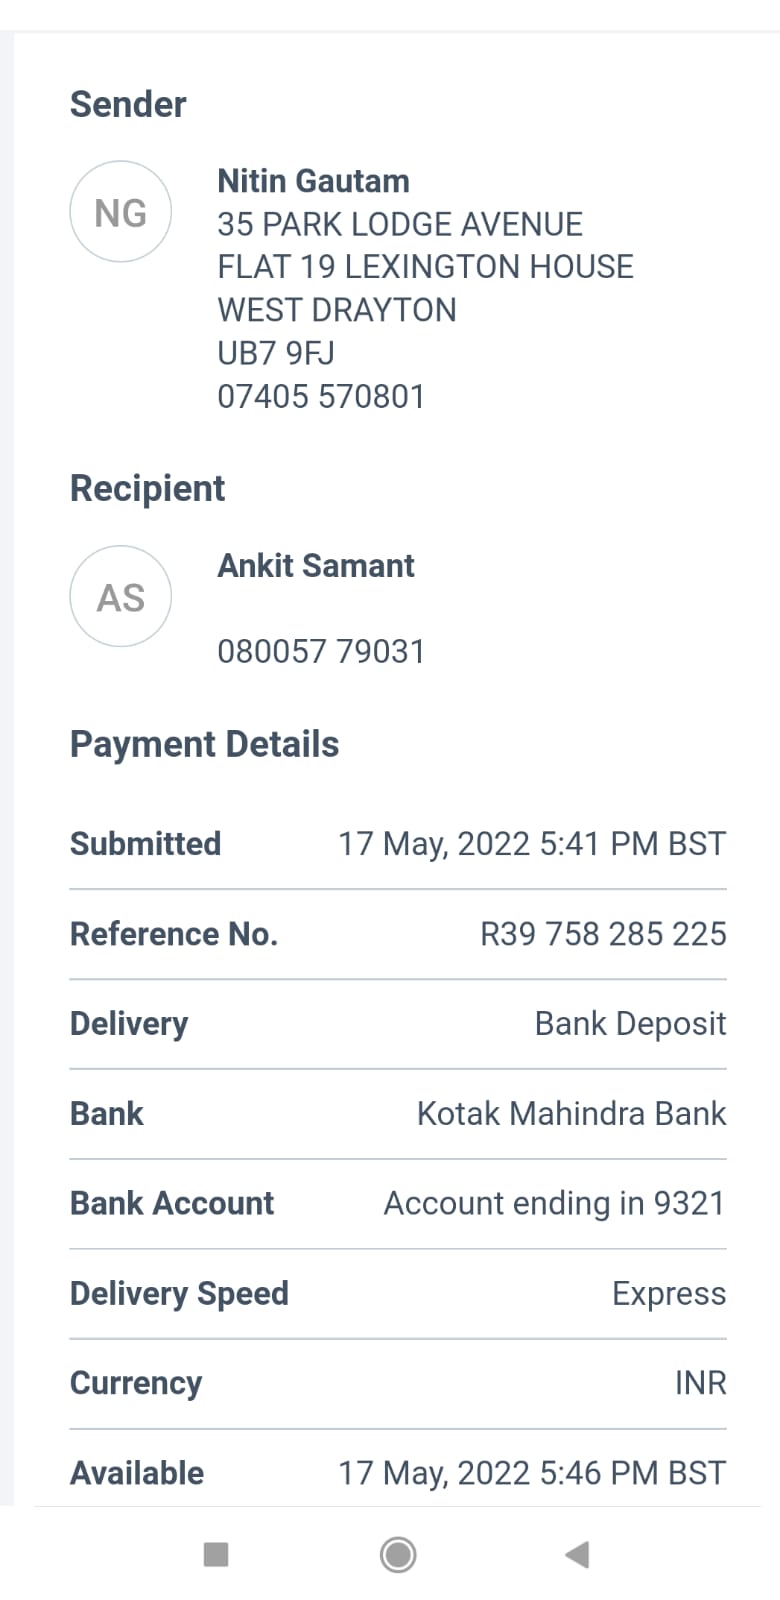 Sender
NG
Nitin Gautam
35 PARK LODGE AVENUE
FLAT 19 LEXINGTON HOUSE
WEST DRAYTON
UB7 9FJ
07405 570801
Recipient
AS
Ankit Samant
080057 79031
Payment Details
Submitted 17 May, 2022 5:41 PM BST
Reference No. R39 758 285 225
Delivery Bank Deposit
Bank Kotak Mahindra Bank
Bank Account Account ending in 9321
Delivery Speed Express
Currency INR
Available 17 May, 2022 5:46 PM BST